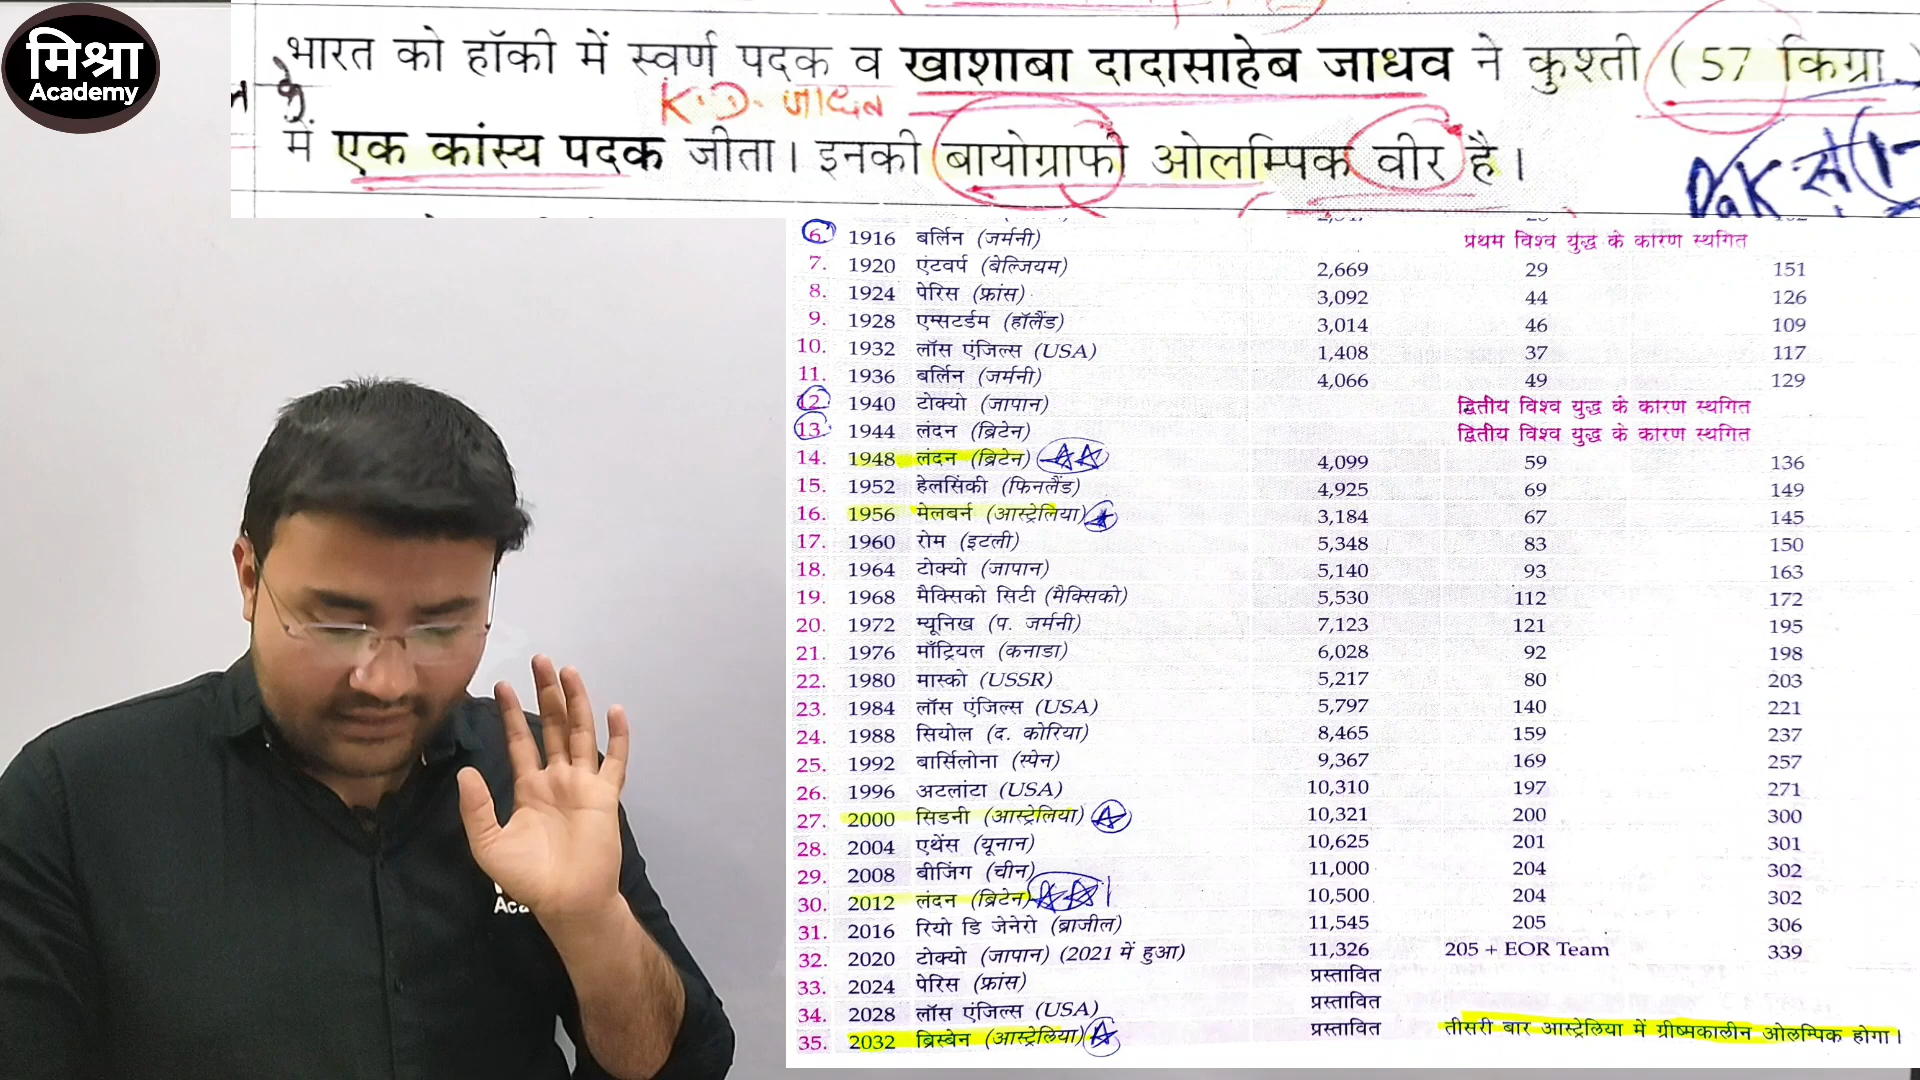 मिश्रा
Academy
भारत को हॉकी में स्वर्ण पदक व खाशाबा दादासाहेब जाधव ने कुश्ती (57 किग्रा
K.D. जाधव
में एक कांस्य पदक जीता। इनकी बायोग्राफी ओलम्पिक वीर है।
6. 1916 बर्लिन (जर्मनी) प्रथम विश्व युद्ध के कारण स्थगित
7. 1920 एंटवर्प (बेल्जियम) 2,669 29 151
8. 1924 पेरिस (फ्रांस) 3,092 44 126
9. 1928 एम्सटर्डम (हॉलैंड) 3,014 46 109
10. 1932 लॉस एंजिल्स (USA) 1,408 37 117
11. 1936 बर्लिन (जर्मनी) 4,066 49 129
12. 1940 टोक्यो (जापान) द्वितीय विश्व युद्ध के कारण स्थगित
13. 1944 लंदन (ब्रिटेन) द्वितीय विश्व युद्ध के कारण स्थगित
14. 1948 लंदन (ब्रिटेन) 4,099 59 136
15. 1952 हेलसिंकी (फिनलैंड) 4,925 69 149
16. 1956 मेलबर्न (आस्ट्रेलिया) 3,184 67 145
17. 1960 रोम (इटली) 5,348 83 150
18. 1964 टोक्यो (जापान) 5,140 93 163
19. 1968 मैक्सिको सिटी (मैक्सिको) 5,530 112 172
20. 1972 म्यूनिख (प. जर्मनी) 7,123 121 195
21. 1976 मॉंट्रियल (कनाडा) 6,028 92 198
22. 1980 मास्को (USSR) 5,217 80 203
23. 1984 लॉस एंजिल्स (USA) 5,797 140 221
24. 1988 सियोल (द. कोरिया) 8,465 159 237
25. 1992 बार्सिलोना (स्पेन) 9,367 169 257
26. 1996 अटलांटा (USA) 10,310 197 271
27. 2000 सिडनी (आस्ट्रेलिया) 10,321 200 300
28. 2004 एथेंस (यूनान) 10,625 201 301
29. 2008 बीजिंग (चीन) 11,000 204 302
30. 2012 लंदन (ब्रिटेन) 10,500 204 302
31. 2016 रियो डि जेनेरो (ब्राजील) 11,545 205 306
32. 2020 टोक्यो (जापान) (2021 में हुआ) 11,326 205 + EOR Team 339
33. 2024 पेरिस (फ्रांस) प्रस्तावित
34. 2028 लॉस एंजिल्स (USA) प्रस्तावित
35. 2032 ब्रिस्बेन (आस्ट्रेलिया) प्रस्तावित तीसरी बार आस्ट्रेलिया में ग्रीष्मकालीन ओलम्पिक होगा।